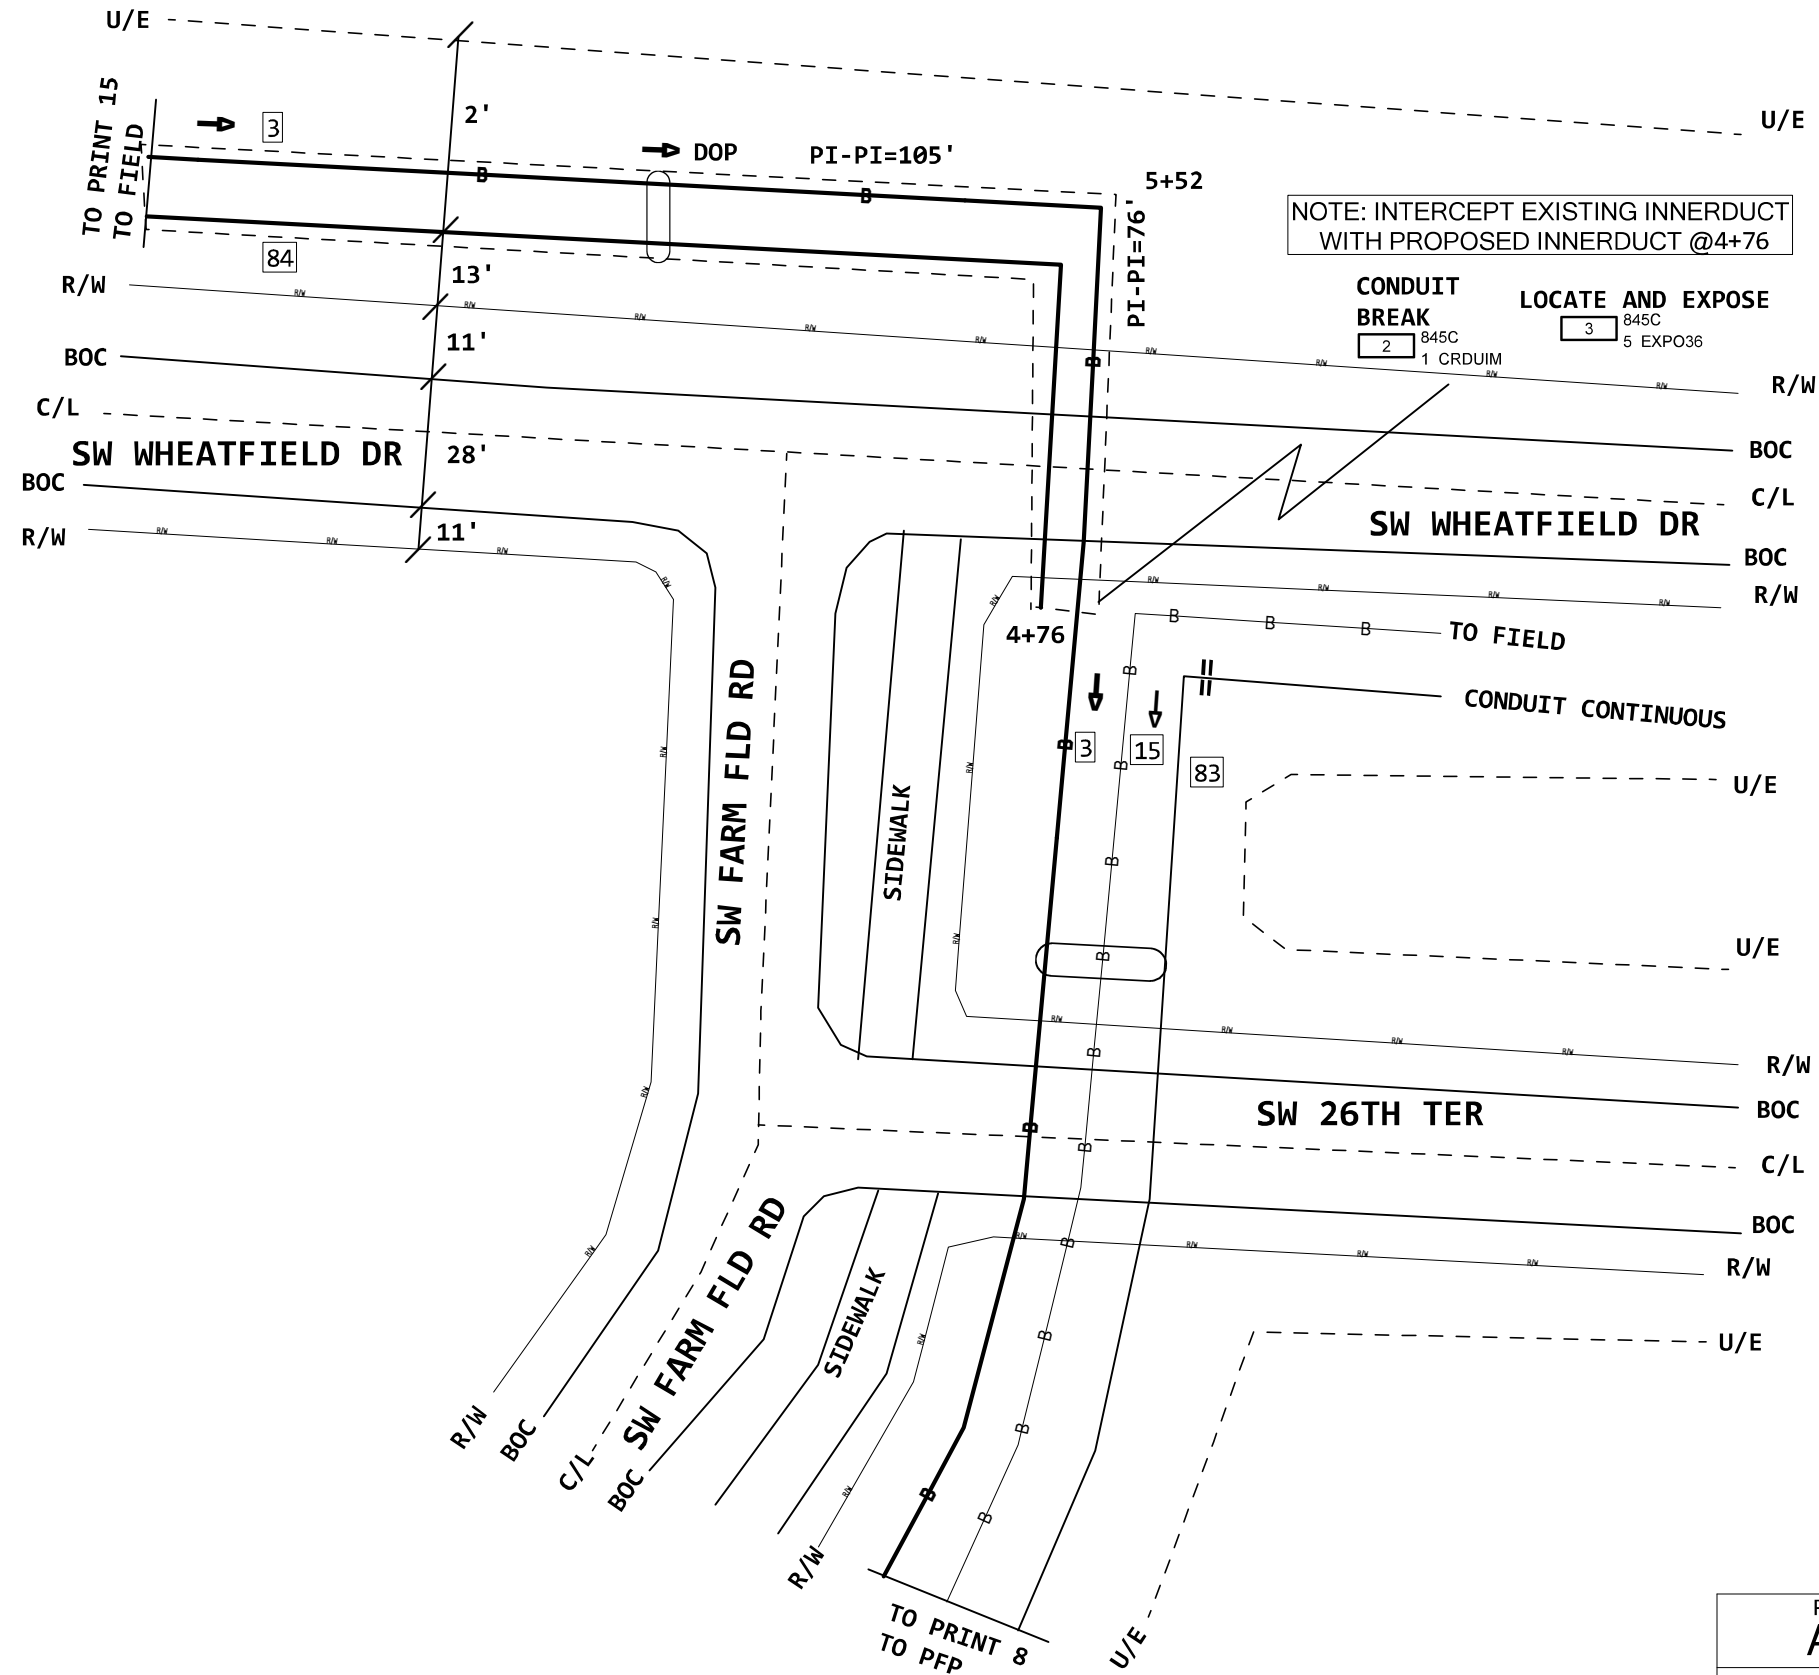 U/E
U/E
TO PRINT 15
TO FIELD
3
2'
DOP
PI-PI=105'
5+52
PI-PI=76'
B
B
84
13'
NOTE: INTERCEPT EXISTING INNERDUCT
WITH PROPOSED INNERDUCT @4+76
CONDUIT
BREAK
2
845C
1 CRDUIM
LOCATE AND EXPOSE
3
845C
5 EXPO36
R/W
R/W
R/W
R/W
R/W
R/W
R/W
R/W
R/W
R/W
R/W
11'
B
BOC
BOC
C/L
C/L
SW WHEATFIELD DR
28'
SW WHEATFIELD DR
BOC
BOC
R/W
R/W
R/W
R/W
11'
R/W
R/W
R/W
R/W
R/W
R/W
R/W
4+76
B
B
B
TO FIELD
B
CONDUIT CONTINUOUS
SW FARM FLD RD
R/W
R/W
SIDEWALK
R/W
R/W
B
3
15
B
83
B
B
U/E
U/E
R/W
R/W
R/W
R/W
R/W
B
R/W
BOC
SW 26TH TER
B
B
C/L
BOC
R/W
R/W
R/W
R/W
R/W
B
R/W
SW FARM FLD RD
SIDEWALK
R/W
B
U/E
B
R/W
BOC
C/L
BOC
R/W
B
B
R/W
TO PRINT 8
TO PFP
U/E